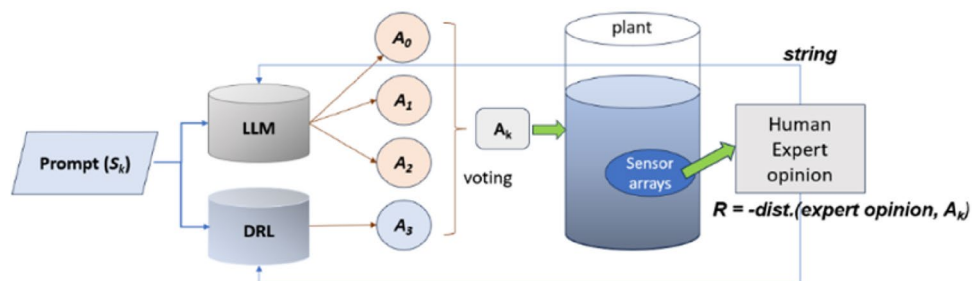 Prompt (Sk)
LLM
DRL
A0
A1
A2
A3
voting
Ak
plant
Sensor
arrays
string
Human
Expert
opinion
R = -dist.(expert opinion, Ak)